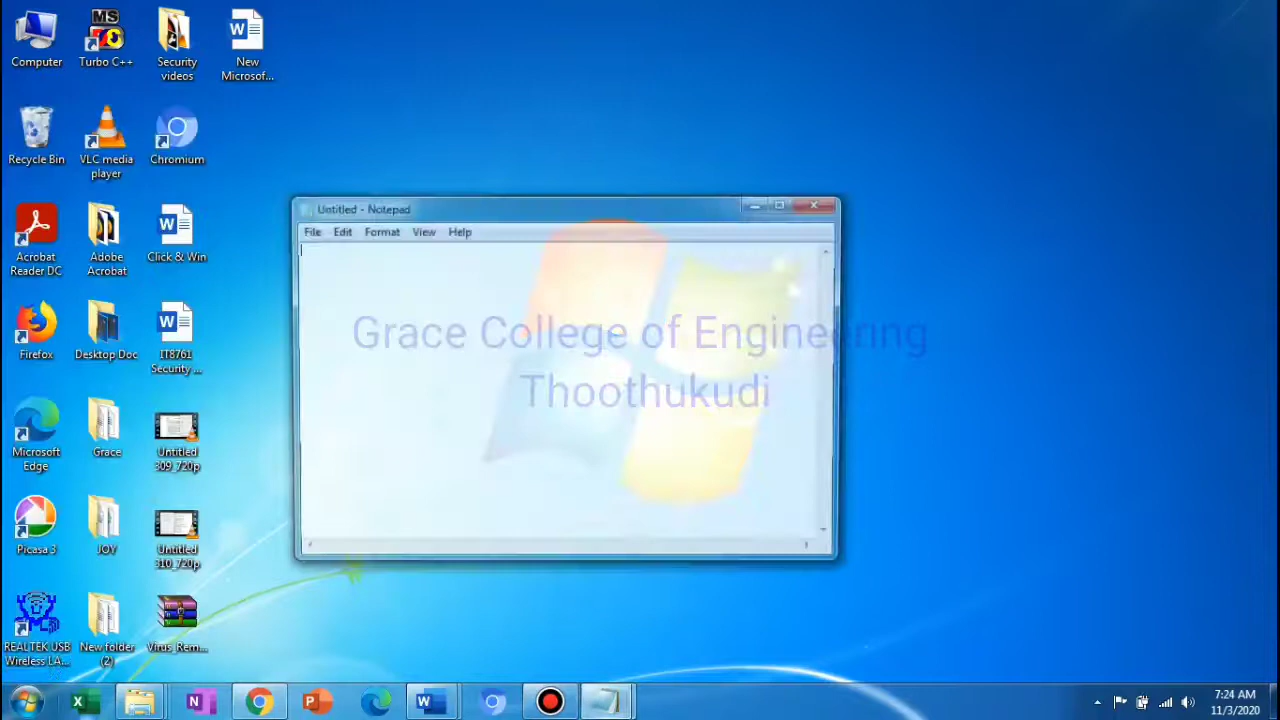 Computer
Turbo C++
Security
videos
New
Microsof...
Recycle Bin
VLC media
player
Chromium
Acrobat
Reader DC
Adobe
Acrobat
Click & Win
Firefox
Desktop Doc
IT8761
Security ...
Microsoft
Edge
Grace
Untitled
309_720p
Picasa 3
JOY
Untitled
310_720p
REALTEK USB
Wireless LA...
New folder
(2)
Virus_Rem...
Untitled - Notepad
File Edit Format View Help
Grace College of Engineering
Thoothukudi
7:24 AM
11/3/2020